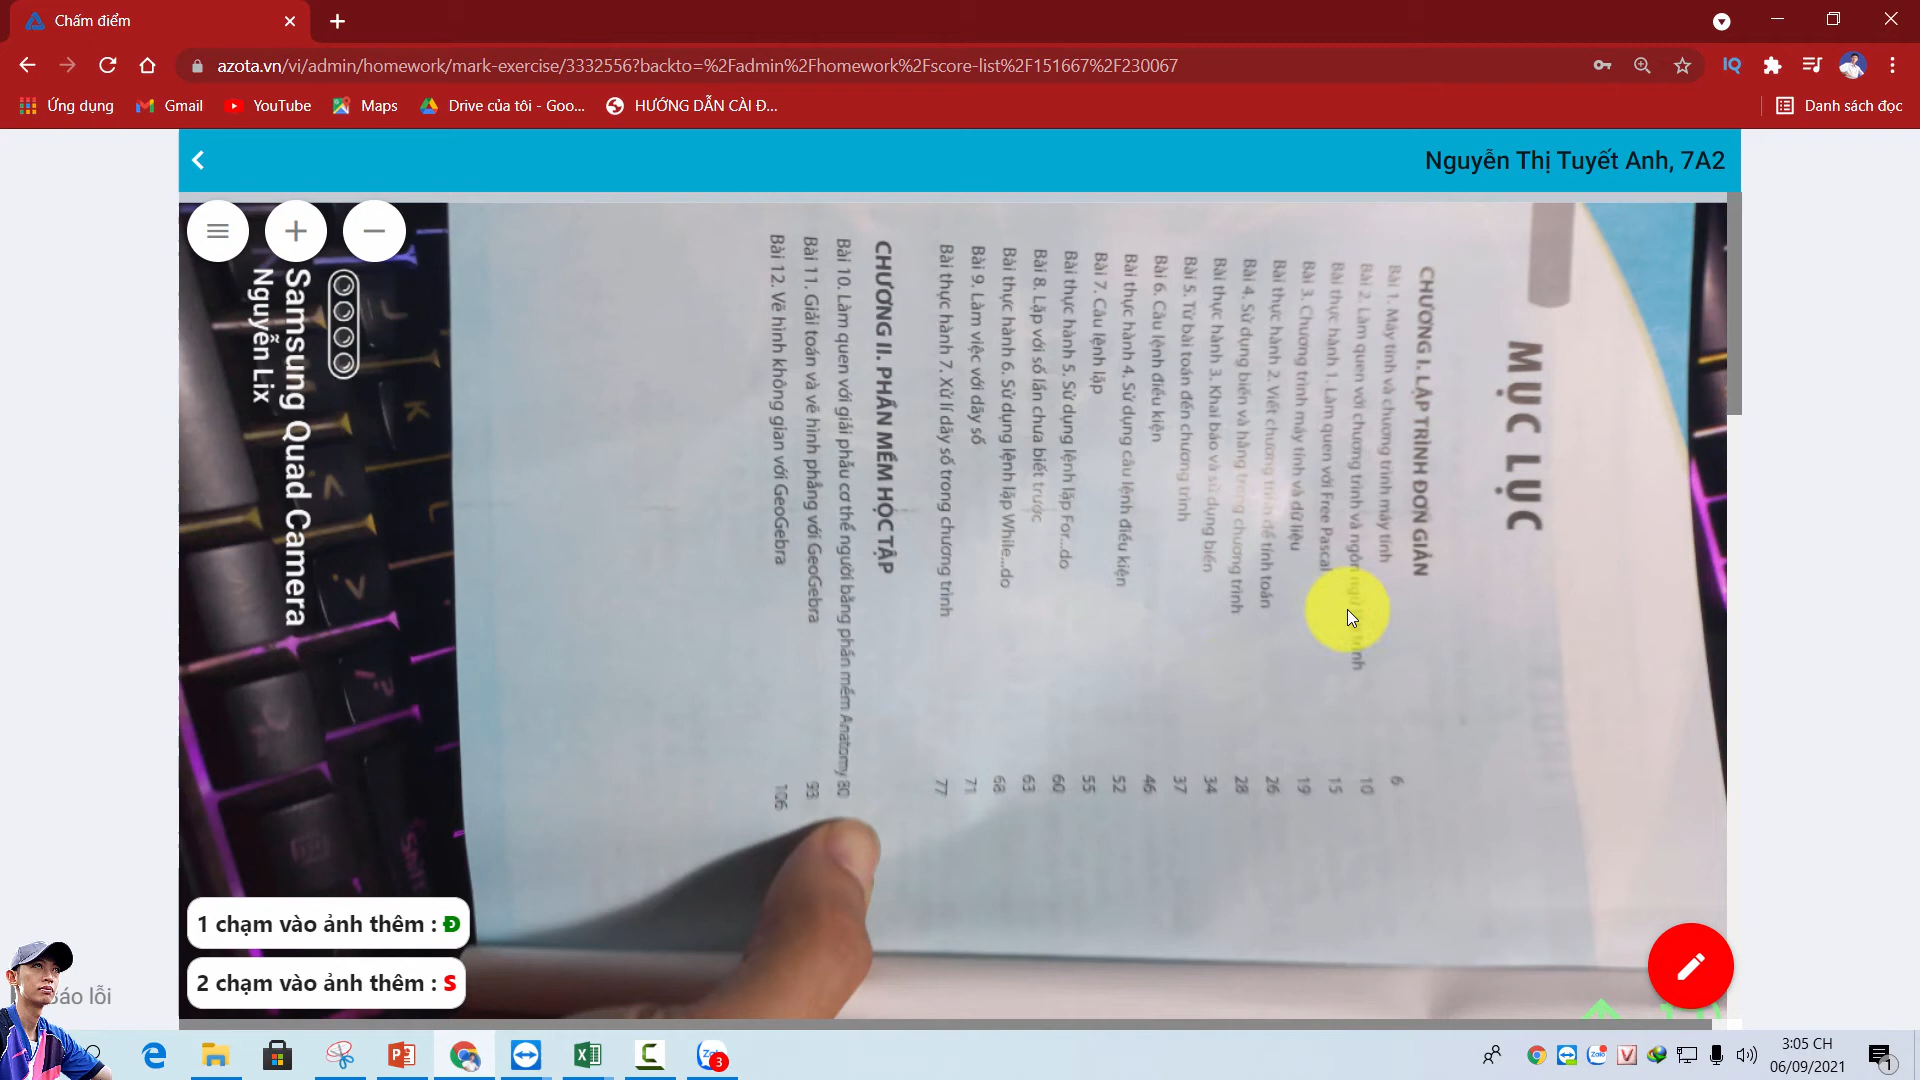 Chấm điểm
azota.vn/vi/admin/homework/mark-exercise/3332556?backto=%2Fadmin%2Fhomework%2Fscore-list%2F151667%2F230067
IQ
Ứng dụng
Gmail
YouTube
Maps
Drive của tôi - Goo...
HƯỚNG DẪN CÀI Đ...
Danh sách đọc
Nguyễn Thị Tuyết Anh, 7A2
MỤC LỤC
CHƯƠNG I. LẬP TRÌNH ĐƠN GIẢN
Bài 1. Máy tính và chương trình máy tính 6
Bài 2. Làm quen với chương trình và ngôn ngữ lập trình 10
Bài thực hành 1. Làm quen với Free Pascal 15
Bài 3. Chương trình máy tính và dữ liệu 19
Bài thực hành 2. Viết chương trình để tính toán 26
Bài 4. Sử dụng biến và hằng trong chương trình 28
Bài thực hành 3. Khai báo và sử dụng biến 34
Bài 5. Từ bài toán đến chương trình 37
Bài 6. Câu lệnh điều kiện 46
Bài thực hành 4. Sử dụng câu lệnh điều kiện 52
Bài 7. Câu lệnh lặp 55
Bài thực hành 5. Sử dụng lệnh lặp For...do 60
Bài 8. Lặp với số lần chưa biết trước 63
Bài thực hành 6. Sử dụng lệnh lặp While...do 68
Bài 9. Làm việc với dãy số 71
Bài thực hành 7. Xử lí dãy số trong chương trình 77
CHƯƠNG II. PHẦN MỀM HỌC TẬP
Bài 10. Làm quen với giải phẫu cơ thể người bằng phần mềm Anatomy 80
Bài 11. Giải toán và vẽ hình phẳng với GeoGebra 93
Bài 12. Vẽ hình không gian với GeoGebra 106
Samsung Quad Camera
Nguyễn Lix
K
Shift
1 chạm vào ảnh thêm : Đ
2 chạm vào ảnh thêm : S
Báo lỗi
Zalo
3
3:05 CH
06/09/2021
1